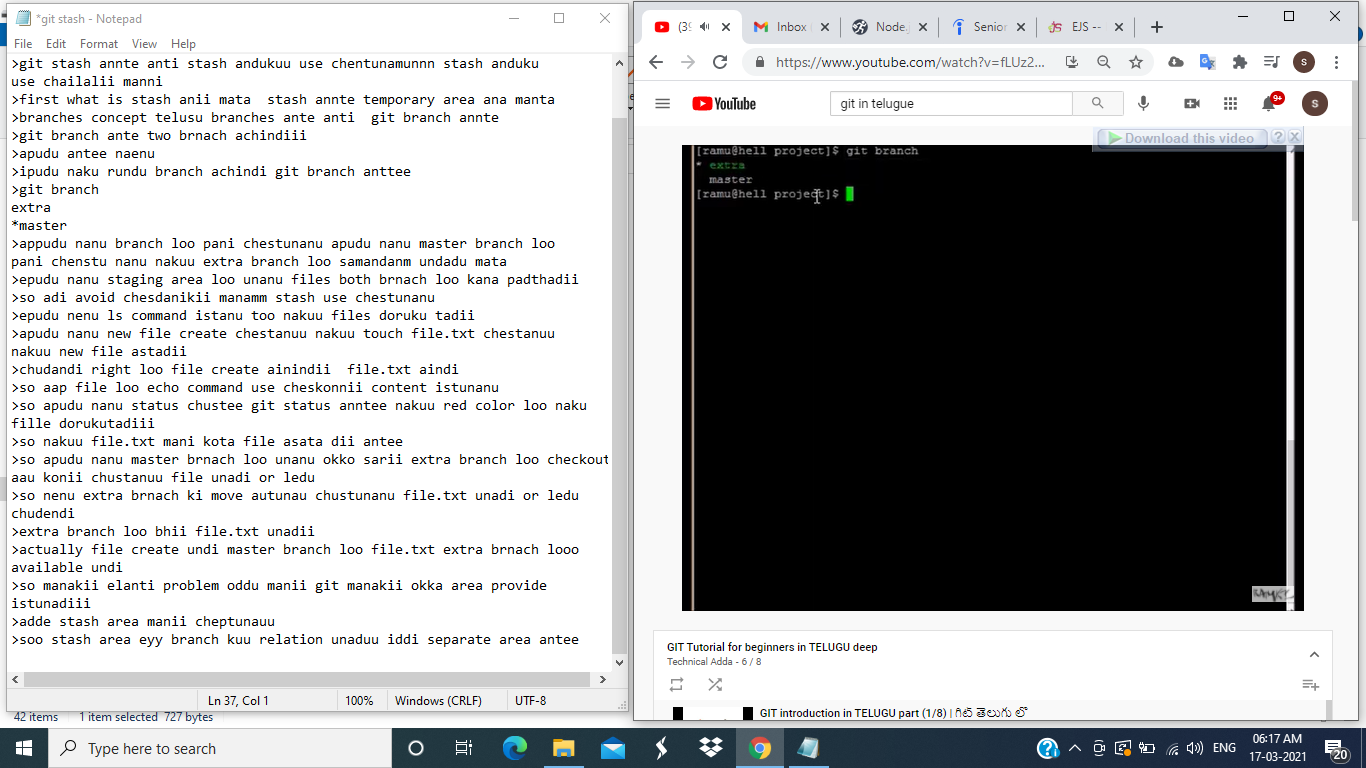 *git stash - Notepad
File Edit Format View Help
>git stash annte anti stash andukuu use chentunamunnn stash anduku
use chailalii manni
>first what is stash anii mata  stash annte temporary area ana manta
>branches concept telusu branches ante anti  git branch annte
>git branch ante two brnach achindiii
>apudu antee naenu
>ipudu naku rundu branch achindi git branch anttee
>git branch
extra
*master
>appudu nanu branch loo pani chestunanu apudu nanu master branch loo
pani chenstu nanu nakuu extra branch loo samandanm undadu mata
>epudu nanu staging area loo unanu files both brnach loo kana padthadii
>so adi avoid chesdanikii manamm stash use chestunanu
>epudu nenu ls command istanu too nakuu files doruku tadii
>apudu nanu new file create chestanuu nakuu touch file.txt chestanuu
nakuu new file astadii
>chudandi right loo file create ainindii  file.txt aindi
>so aap file loo echo command use cheskonnii content istunanu
>so apudu nanu status chustee git status anntee nakuu red color loo naku
fille dorukutadiii
>so nakuu file.txt mani kota file asata dii antee
>so apudu nanu master brnach loo unanu okko sarii extra branch loo checkout
aau konii chustanuu file unadi or ledu
>so nenu extra brnach ki move autunau chustunanu file.txt unadi or ledu
chudendi
>extra branch loo bhii file.txt unadii
>actually file create undi master branch loo file.txt extra brnach looo
available undi
>so manakii elanti problem oddu manii git manakii okka area provide
istunadiii
>adde stash area manii cheptunauu
>soo stash area eyy branch kuu relation unaduu iddi separate area antee
Ln 37, Col 1 100% Windows (CRLF) UTF-8
42 items 1 item selected 727 bytes
(39 Inbox Node. Senior EJS --
https://www.youtube.com/watch?v=fLUz2...
S
YouTube
git in telugue
9+
S
Download this video ?
[ramu@hell project]$ git branch
* extra
master
[ramu@hell project]$
GIT Tutorial for beginners in TELUGU deep
Technical Adda - 6 / 8
GIT introduction in TELUGU part (1/8) | గిట్ తెలుగు లో
Type here to search
ENG
06:17 AM
17-03-2021
20